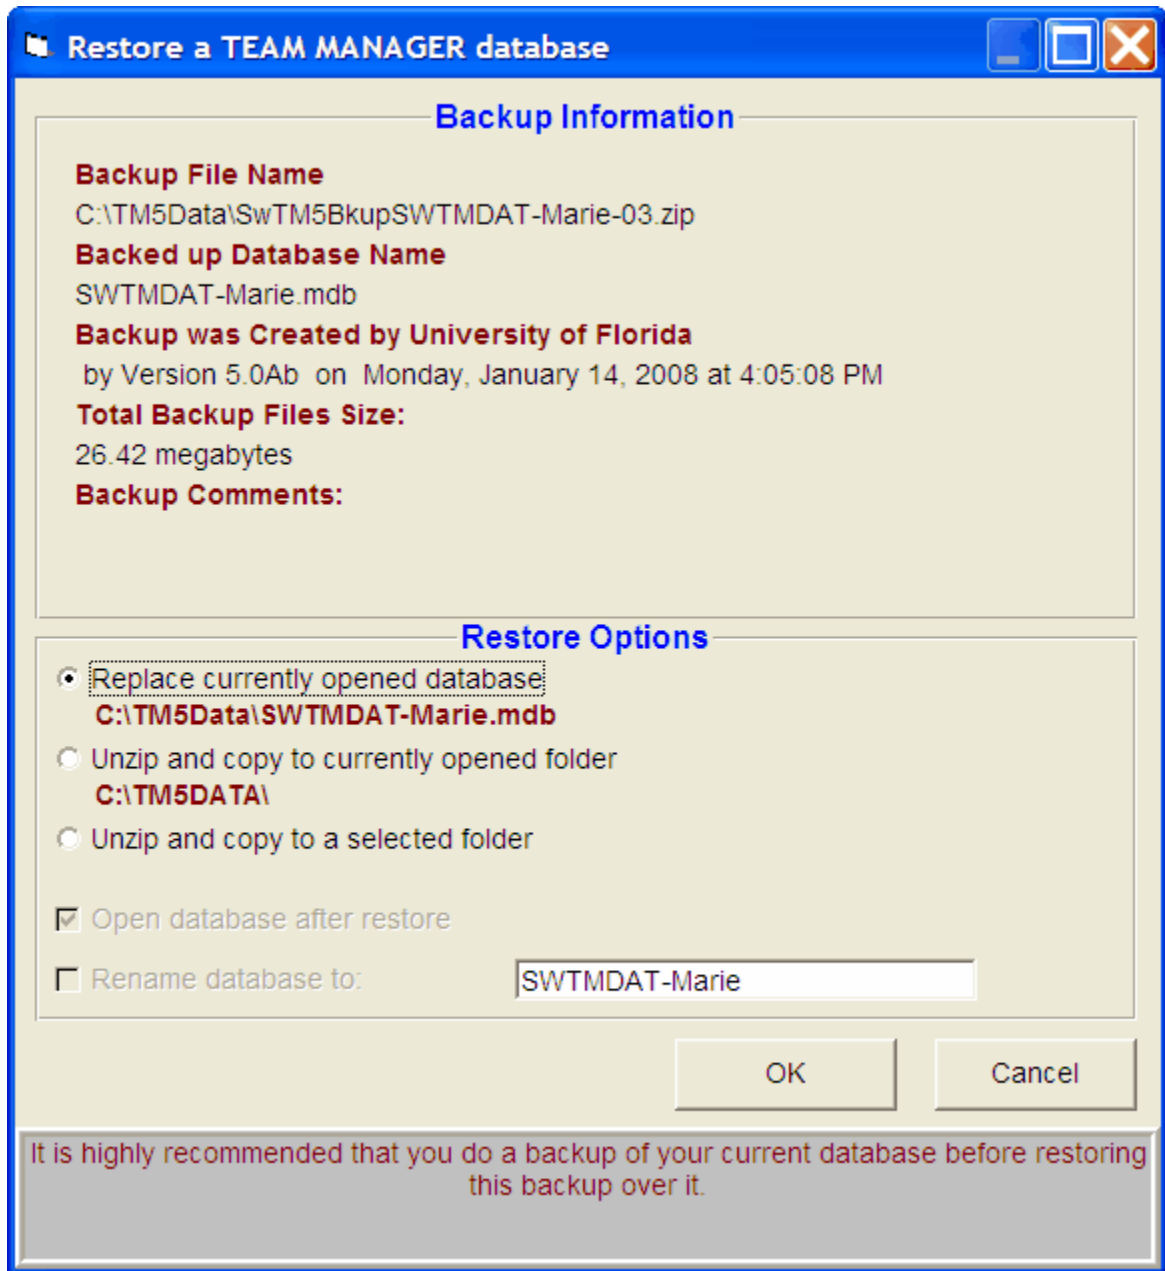 Restore a TEAM MANAGER database
Backup Information
Backup File Name
C:\TM5Data\SwTM5BkupSWTMDAT-Marie-03.zip
Backed up Database Name
SWTMDAT-Marie.mdb
Backup was Created by University of Florida
by Version 5.0Ab on Monday, January 14, 2008 at 4:05:08 PM
Total Backup Files Size:
26.42 megabytes
Backup Comments:
Restore Options
Replace currently opened database
C:\TM5Data\SWTMDAT-Marie.mdb
Unzip and copy to currently opened folder
C:\TM5DATA\
Unzip and copy to a selected folder
Open database after restore
Rename database to: SWTMDAT-Marie
OK Cancel
It is highly recommended that you do a backup of your current database before restoring
this backup over it.